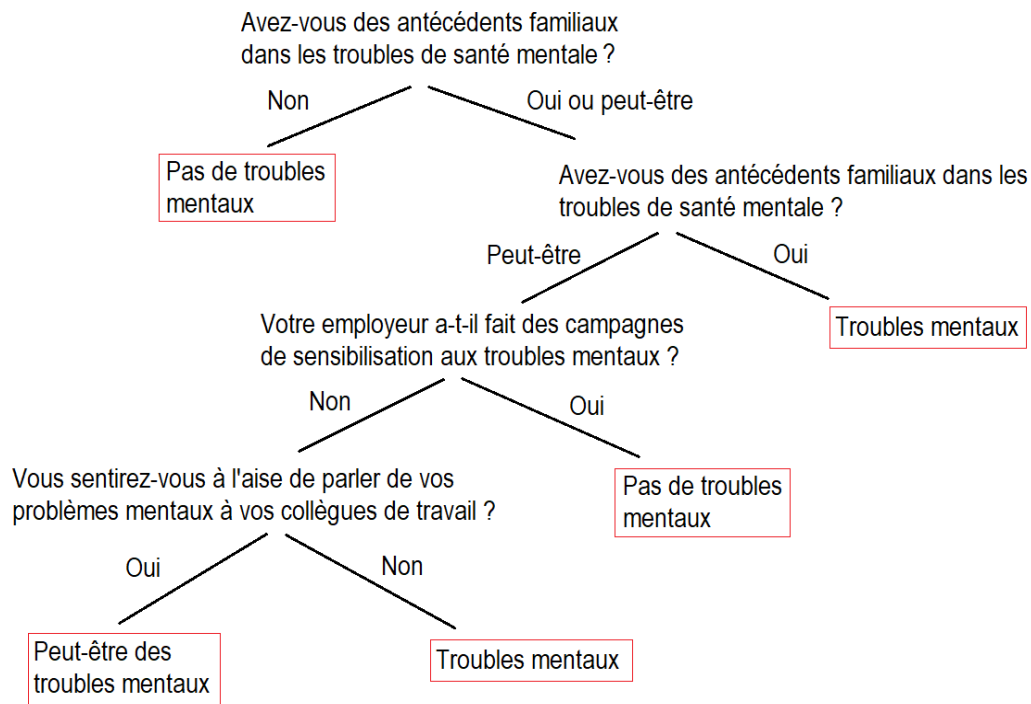 Avez-vous des antécédents familiaux
dans les troubles de santé mentale ?
Non
Oui ou peut-être
Pas de troubles
mentaux
Avez-vous des antécédents familiaux dans les
troubles de santé mentale ?
Peut-être
Oui
Votre employeur a-t-il fait des campagnes
de sensibilisation aux troubles mentaux ?
Troubles mentaux
Non
Oui
Vous sentirez-vous à l'aise de parler de vos
problèmes mentaux à vos collègues de travail ?
Pas de troubles
mentaux
Oui
Non
Peut-être des
troubles mentaux
Troubles mentaux